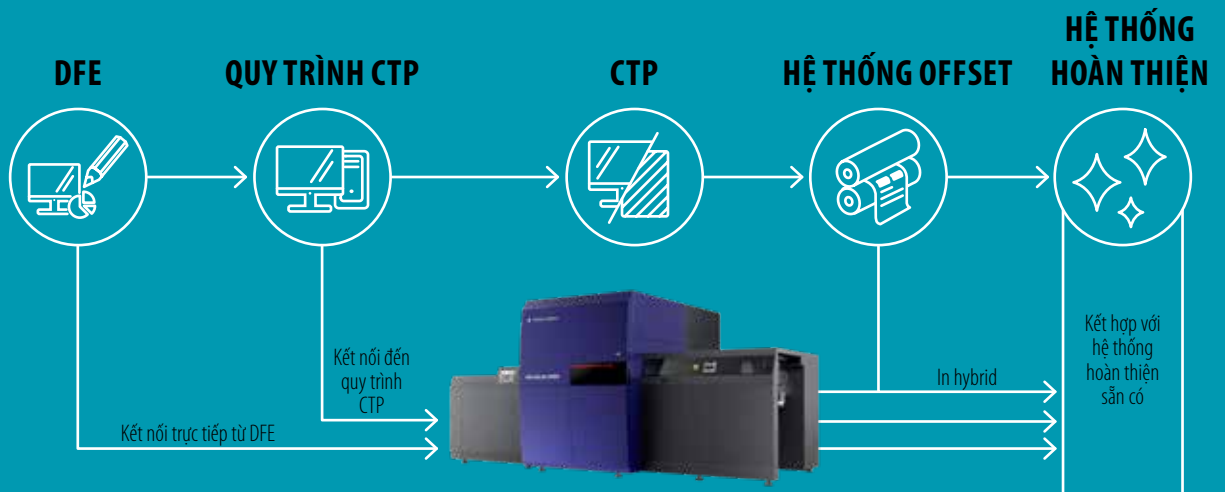 DFE
QUY TRÌNH CTP
CTP
HỆ THỐNG OFFSET
HỆ THỐNG
HOÀN THIỆN
Kết nối đến
quy trình
CTP
Kết nối trực tiếp từ DFE
In hybrid
Kết hợp với
hệ thống
hoàn thiện
sẵn có